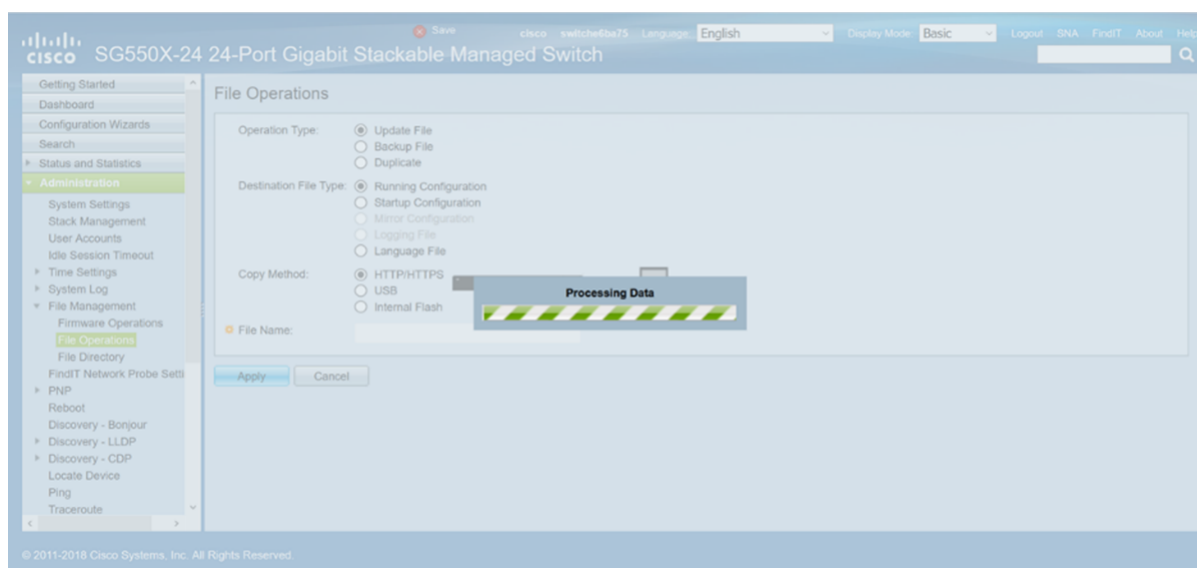 Save cisco switche6ba75 Language: English Display Mode: Basic Logout SNA FindIT About Help
CISCO SG550X-24 24-Port Gigabit Stackable Managed Switch
Getting Started
Dashboard
Configuration Wizards
Search
Status and Statistics
Administration
System Settings
Stack Management
User Accounts
Idle Session Timeout
Time Settings
System Log
File Management
Firmware Operations
File Operations
File Directory
FindIT Network Probe Setti
PNP
Reboot
Discovery - Bonjour
Discovery - LLDP
Discovery - CDP
Locate Device
Ping
Traceroute
File Operations
Operation Type: Update File
Backup File
Duplicate
Destination File Type: Running Configuration
Startup Configuration
Mirror Configuration
Logging File
Language File
Copy Method: HTTP/HTTPS
USB
Internal Flash
File Name:
Processing Data
Apply Cancel
© 2011-2018 Cisco Systems, Inc. All Rights Reserved.